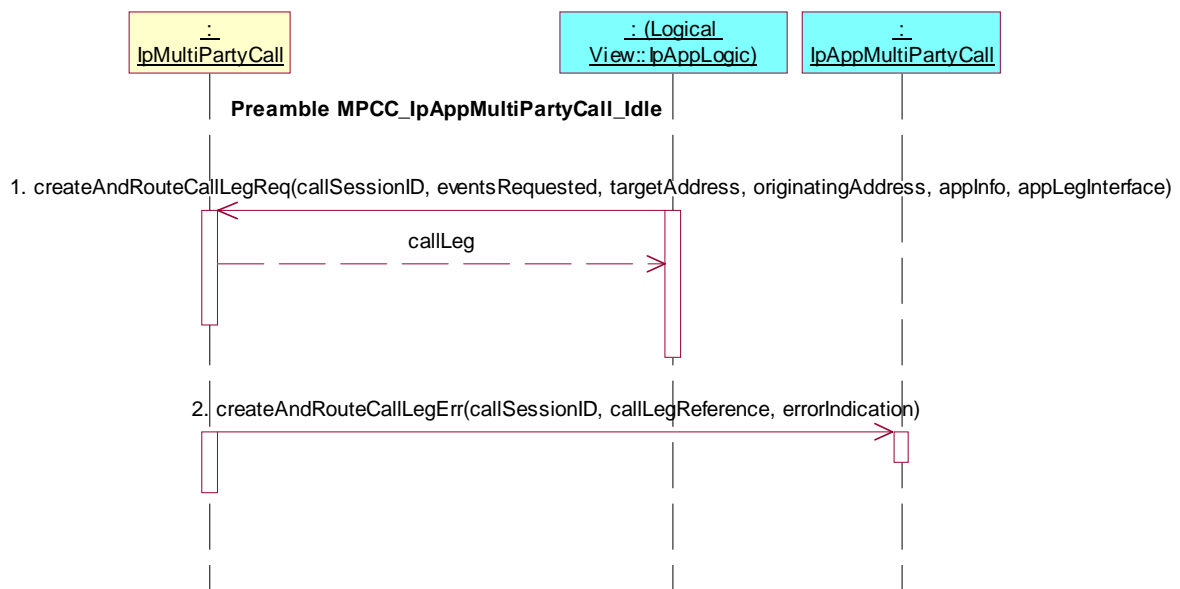 :
IpMultiPartyCall
: (Logical
View::IpAppLogic)
:
IpAppMultiPartyCall
Preamble MPCC_IpAppMultiPartyCall_Idle
1. createAndRouteCallLegReq(callSessionID, eventsRequested, targetAddress, originatingAddress, appInfo, appLegInterface)
callLeg
2. createAndRouteCallLegErr(callSessionID, callLegReference, errorIndication)